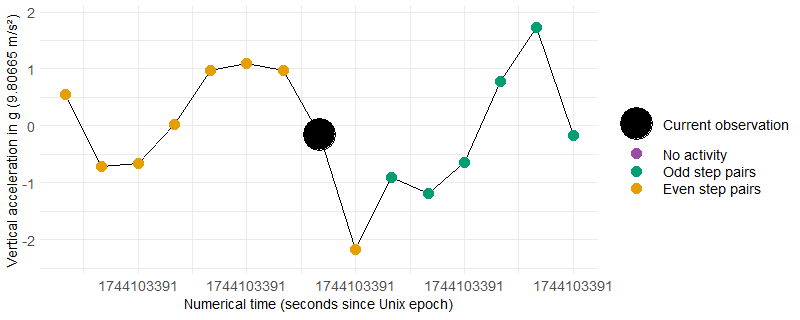 Vertical acceleration in g (9.80665 m/s²)
2
1
0
-1
-2
1744103391 1744103391 1744103391 1744103391 1744103391
Numerical time (seconds since Unix epoch)
Current observation
No activity
Odd step pairs
Even step pairs